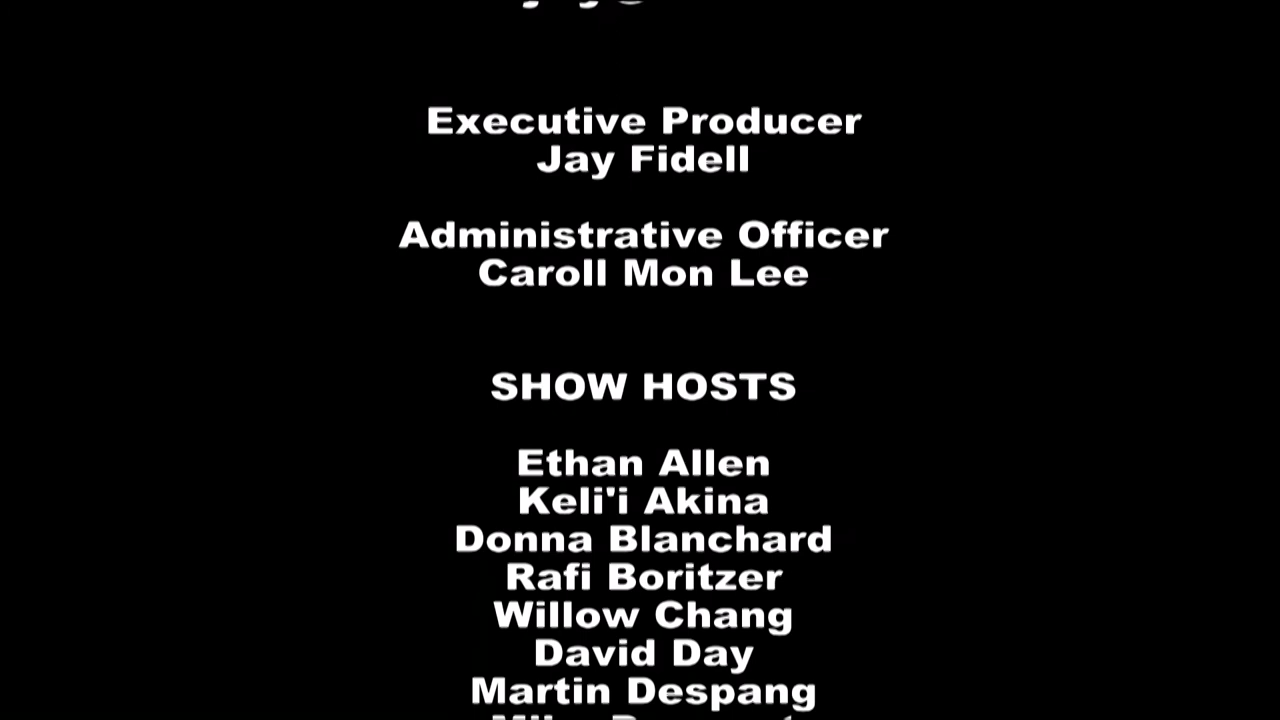 Executive Producer
Jay Fidell
Administrative Officer
Caroll Mon Lee
SHOW HOSTS
Ethan Allen
Keli'i Akina
Donna Blanchard
Rafi Boritzer
Willow Chang
David Day
Martin Despang